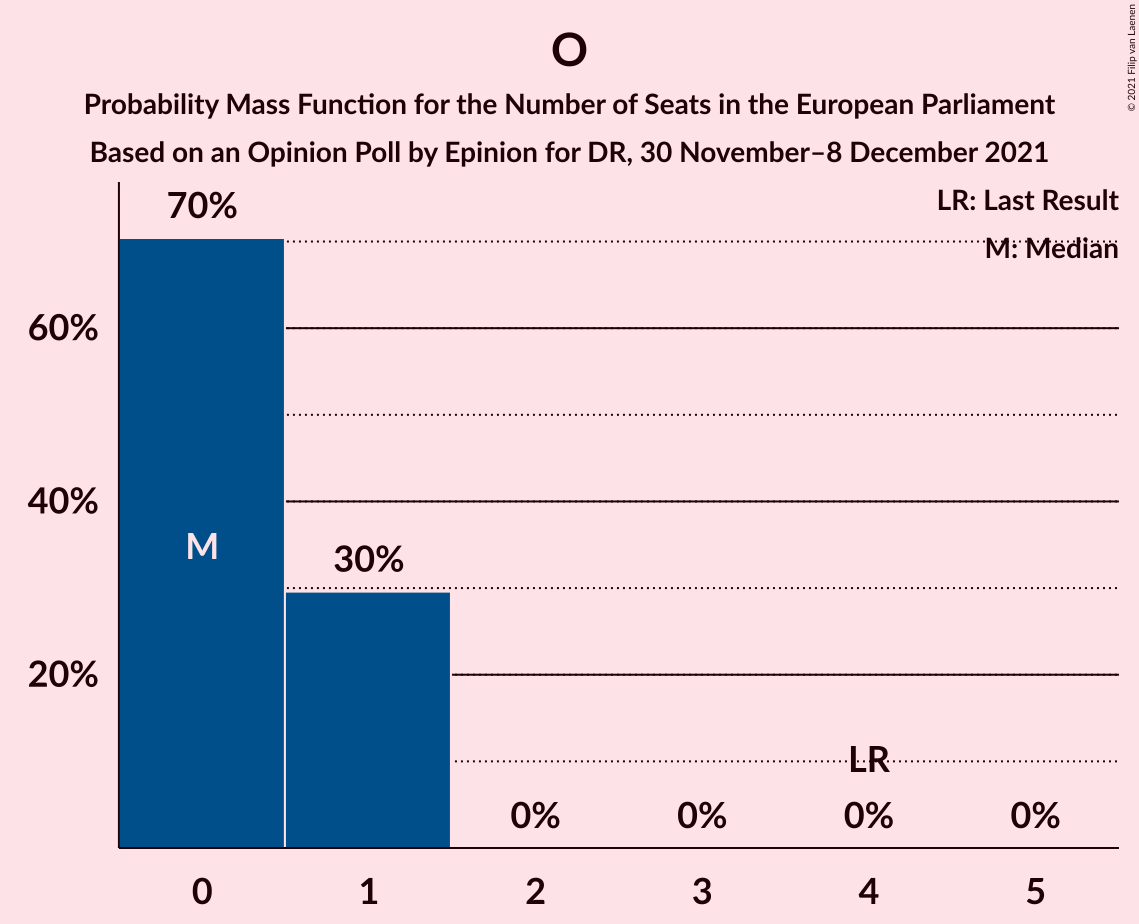 O
Probability Mass Function for the Number of Seats in the European Parliament
Based on an Opinion Poll by Epinion for DR, 30 November–8 December 2021
© 2021 Filip van Laenen
LR: Last Result
M: Median
70%
60%
40%
20%
M
30%
0%
0%
LR
0%
0%
0 1 2 3 4 5